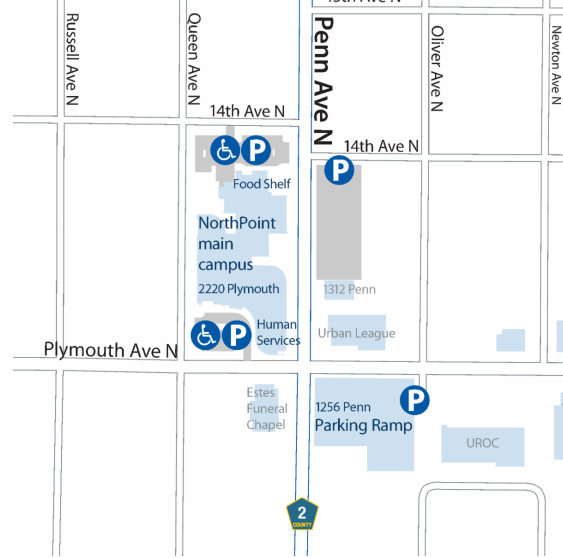 15th Ave N
Russell Ave N
Queen Ave N
Penn Ave N
Oliver Ave N
Newton Ave N
14th Ave N
14th Ave N
P
P
Food Shelf
NorthPoint
main
campus
2220 Plymouth
1312 Penn
Human
Services
P
Urban League
Plymouth Ave N
Estes
Funeral
Chapel
1256 Penn
Parking Ramp
P
UROC
2
COUNTY